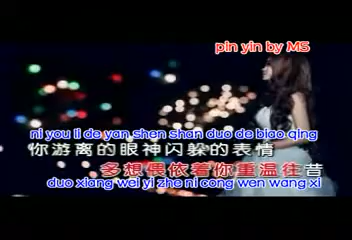 pin yin by MS
ni you li de yan shen shan duo de biao qing
你游离的眼神闪躲的表情
多想偎依着你重温往昔
duo xiang wei yi zhe ni cong wen wang xi